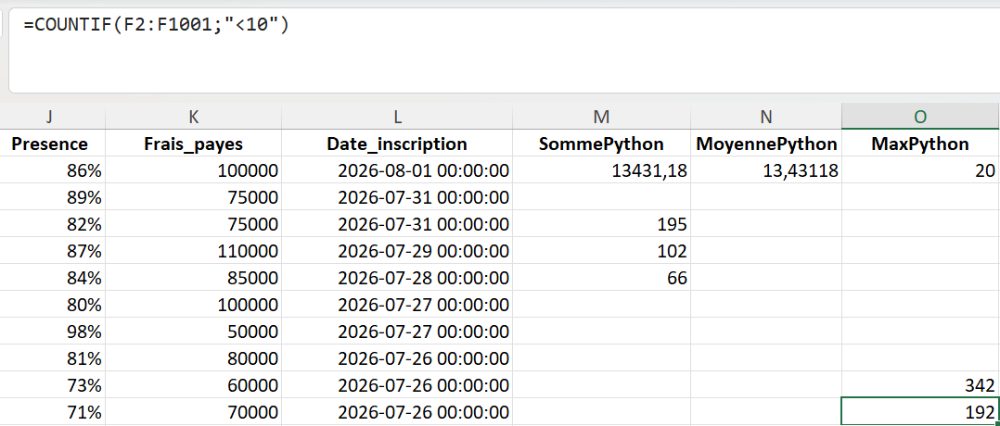 =COUNTIF(F2:F1001;"<10")
J K L M N O
Presence Frais_payes Date_inscription SommePython MoyennePython MaxPython
86% 100000 2026-08-01 00:00:00 13431,18 13,43118 20
89% 75000 2026-07-31 00:00:00
82% 75000 2026-07-31 00:00:00 195
87% 110000 2026-07-29 00:00:00 102
84% 85000 2026-07-28 00:00:00 66
80% 100000 2026-07-27 00:00:00
98% 50000 2026-07-27 00:00:00
81% 80000 2026-07-26 00:00:00
73% 60000 2026-07-26 00:00:00 342
71% 70000 2026-07-26 00:00:00 192